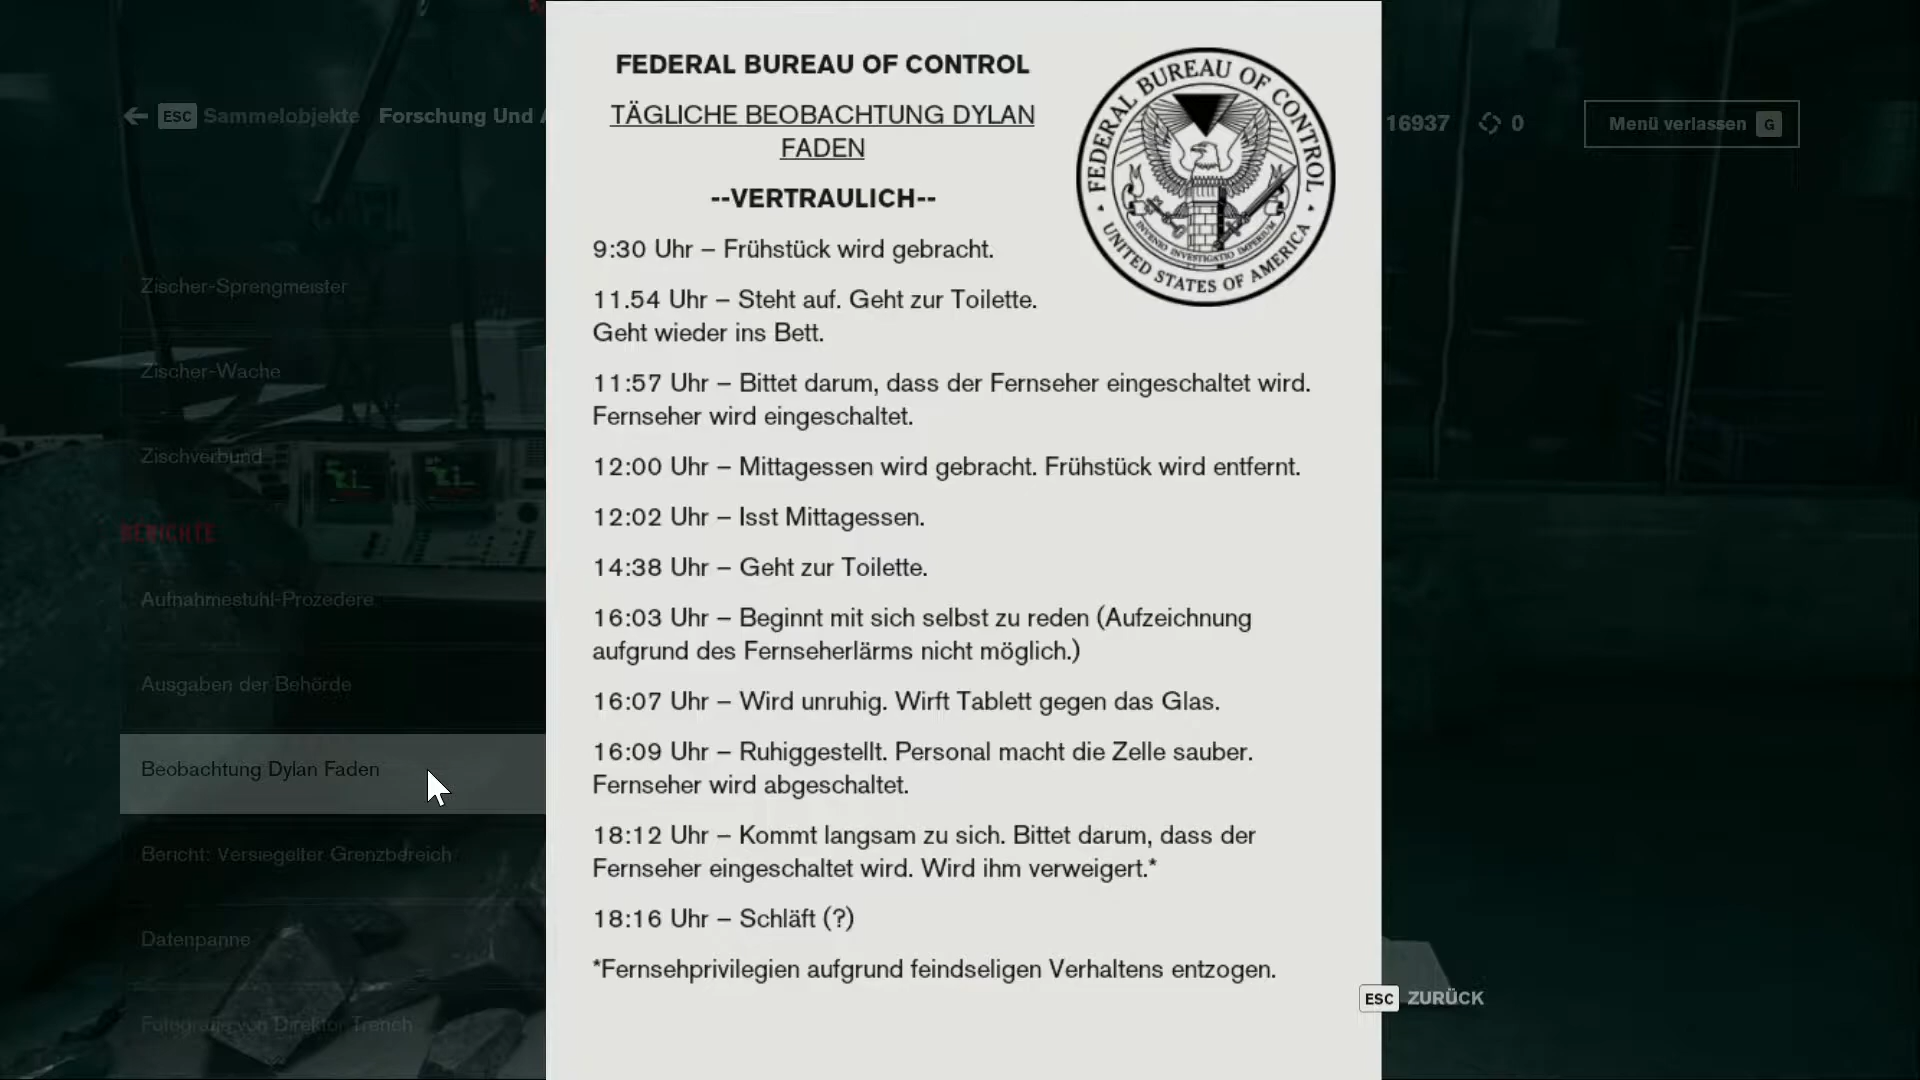 FEDERAL BUREAU OF CONTROL
TÄGLICHE BEOBACHTUNG DYLAN
FADEN
--VERTRAULICH--
FEDERAL BUREAU OF CONTROL
UNITED STATES OF AMERICA
INVENIO INVESTIGATIO IMPERIUM
ESC Sammelobjekte Forschung Und
16937 0
Menü verlassen G
9:30 Uhr – Frühstück wird gebracht.
11.54 Uhr – Steht auf. Geht zur Toilette.
Geht wieder ins Bett.
11:57 Uhr – Bittet darum, dass der Fernseher eingeschaltet wird.
Fernseher wird eingeschaltet.
12:00 Uhr – Mittagessen wird gebracht. Frühstück wird entfernt.
12:02 Uhr – Isst Mittagessen.
14:38 Uhr – Geht zur Toilette.
16:03 Uhr – Beginnt mit sich selbst zu reden (Aufzeichnung
aufgrund des Fernseherlärms nicht möglich.)
16:07 Uhr – Wird unruhig. Wirft Tablett gegen das Glas.
16:09 Uhr – Ruhiggestellt. Personal macht die Zelle sauber.
Fernseher wird abgeschaltet.
18:12 Uhr – Kommt langsam zu sich. Bittet darum, dass der
Fernseher eingeschaltet wird. Wird ihm verweigert.*
18:16 Uhr – Schläft (?)
*Fernsehprivilegien aufgrund feindseligen Verhaltens entzogen.
Zischer-Sprengmeister
Zischer-Wache
Zischverbund
BERICHTE
Aufnahmestuhl-Prozedere
Ausgaben der Behörde
Beobachtung Dylan Faden
Bericht: Versiegelter Grenzbereich
Datenpanne
Fotografie von Direktor Trench
ESC ZURÜCK